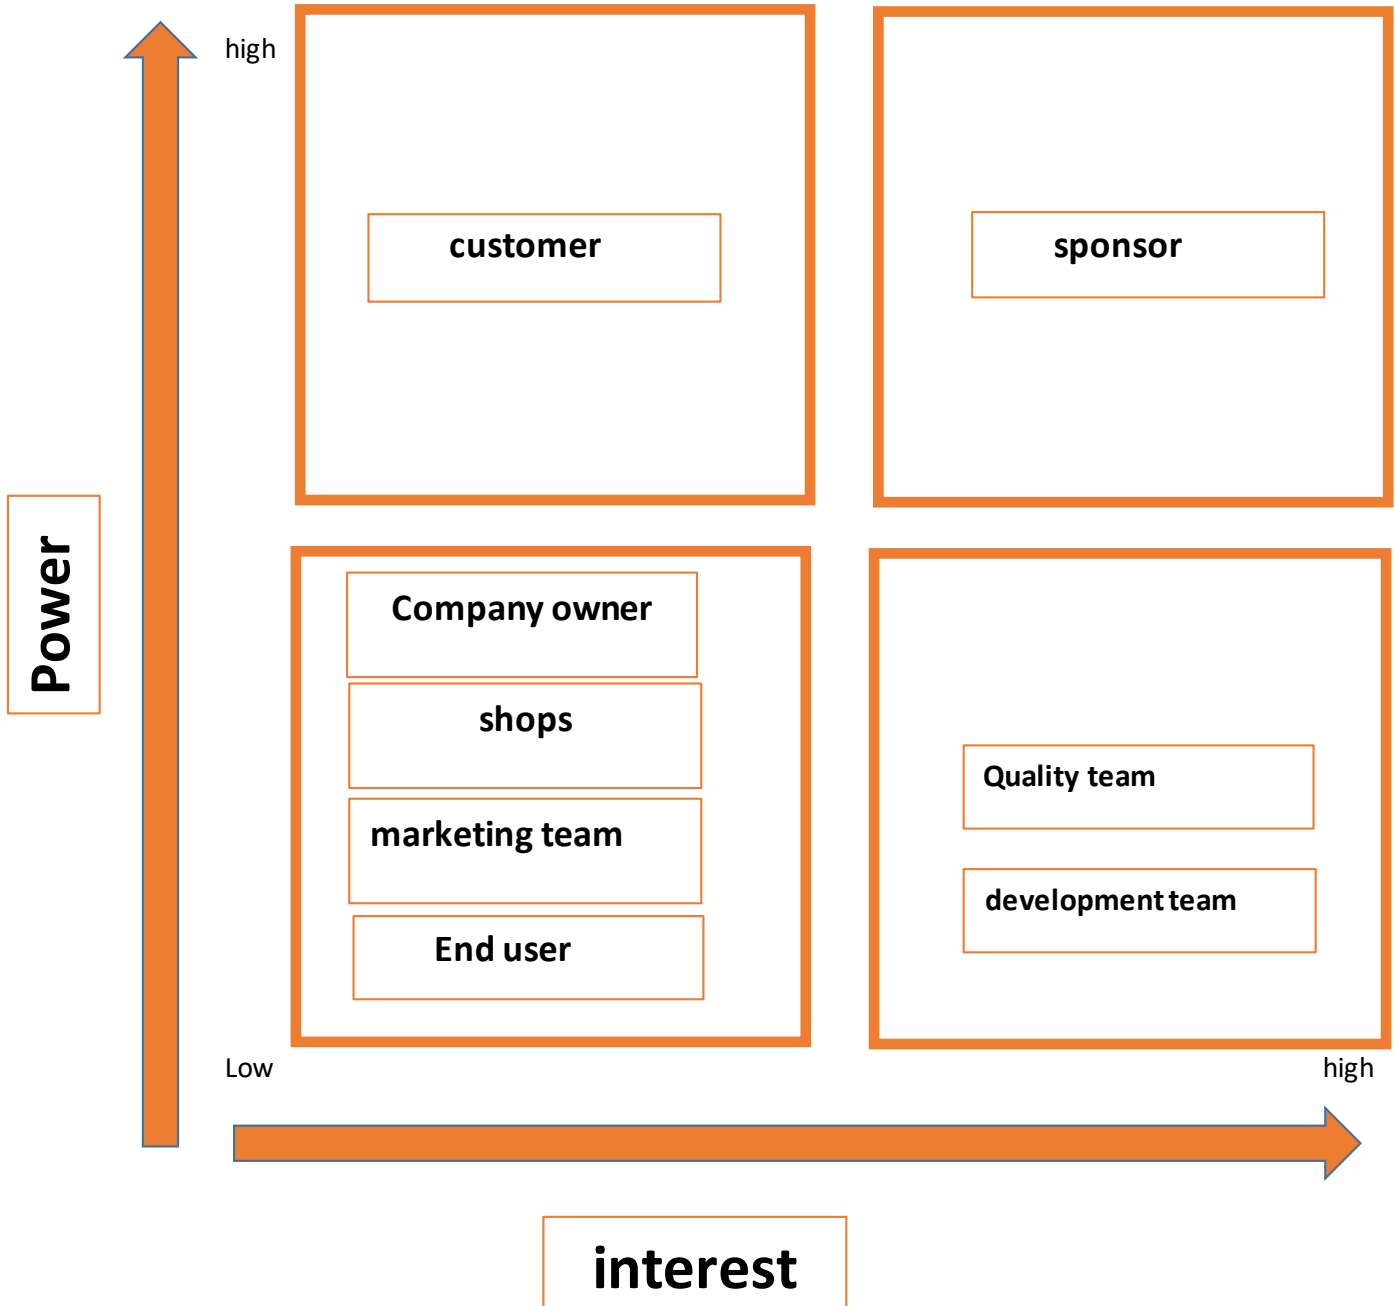 high
customer
sponsor
Power
Company owner
shops
marketing team
End user
Quality team
development team
Low
high
interest